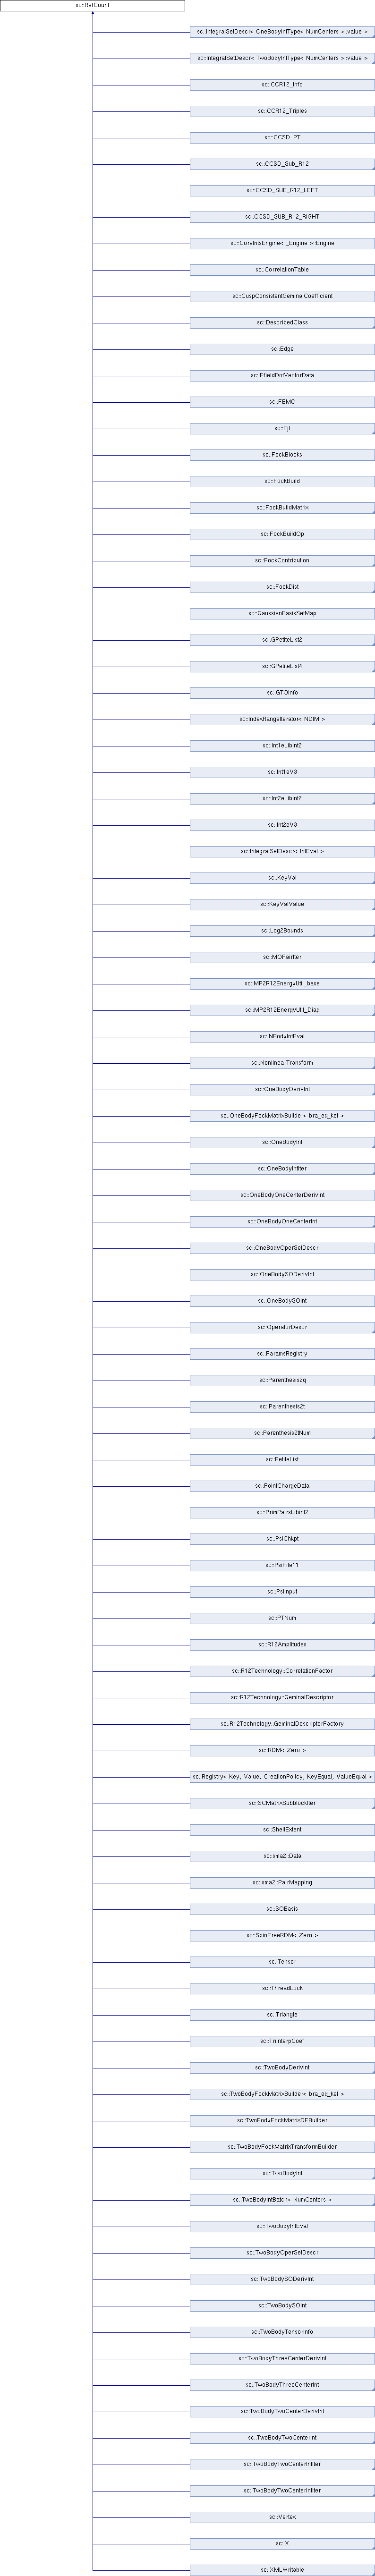 sc::RefCount
sc::IntegralSetDescr< OneBodyIntType< NumCenters >::value >
sc::IntegralSetDescr< TwoBodyIntType< NumCenters >::value >
sc::CCR12_Info
sc::CCR12_Triples
sc::CCSD_PT
sc::CCSD_Sub_R12
sc::CCSD_SUB_R12_LEFT
sc::CCSD_SUB_R12_RIGHT
sc::CoreIntsEngine< _Engine >::Engine
sc::CorrelationTable
sc::CuspConsistentGeminalCoefficient
sc::DescribedClass
sc::Edge
sc::EfieldDotVectorData
sc::FEMO
sc::Fjt
sc::FockBlocks
sc::FockBuild
sc::FockBuildMatrix
sc::FockBuildOp
sc::FockContribution
sc::FockDist
sc::GaussianBasisSetMap
sc::GPetiteList2
sc::GPetiteList4
sc::GTOInfo
sc::IndexRangeIterator< NDIM >
sc::Int1eLibint2
sc::Int1eV3
sc::Int2eLibint2
sc::Int2eV3
sc::IntegralSetDescr< IntEval >
sc::KeyVal
sc::KeyValValue
sc::Log2Bounds
sc::MOPairIter
sc::MP2R12EnergyUtil_base
sc::MP2R12EnergyUtil_Diag
sc::NBodyIntEval
sc::NonlinearTransform
sc::OneBodyDerivInt
sc::OneBodyFockMatrixBuilder< bra_eq_ket >
sc::OneBodyInt
sc::OneBodyIntIter
sc::OneBodyOneCenterDerivInt
sc::OneBodyOneCenterInt
sc::OneBodyOperSetDescr
sc::OneBodySODerivInt
sc::OneBodySOInt
sc::OperatorDescr
sc::ParamsRegistry
sc::Parenthesis2q
sc::Parenthesis2t
sc::Parenthesis2tNum
sc::PetiteList
sc::PointChargeData
sc::PrimPairsLibint2
sc::PsiChkpt
sc::PsiFile11
sc::PsiInput
sc::PTNum
sc::R12Amplitudes
sc::R12Technology::CorrelationFactor
sc::R12Technology::GeminalDescriptor
sc::R12Technology::GeminalDescriptorFactory
sc::RDM< Zero >
sc::Registry< Key, Value, CreationPolicy, KeyEqual, ValueEqual >
sc::SCMatrixSubblockIter
sc::ShellExtent
sc::sma2::Data
sc::sma2::PairMapping
sc::SOBasis
sc::SpinFreeRDM< Zero >
sc::Tensor
sc::ThreadLock
sc::Triangle
sc::TriInterpCoef
sc::TwoBodyDerivInt
sc::TwoBodyFockMatrixBuilder< bra_eq_ket >
sc::TwoBodyFockMatrixDFBuilder
sc::TwoBodyFockMatrixTransformBuilder
sc::TwoBodyInt
sc::TwoBodyIntBatch< NumCenters >
sc::TwoBodyIntEval
sc::TwoBodyOperSetDescr
sc::TwoBodySODerivInt
sc::TwoBodySOInt
sc::TwoBodyTensorInfo
sc::TwoBodyThreeCenterDerivInt
sc::TwoBodyThreeCenterInt
sc::TwoBodyTwoCenterDerivInt
sc::TwoBodyTwoCenterInt
sc::TwoBodyTwoCenterIntIter
sc::TwoBodyTwoCenterIntIter
sc::Vertex
sc::X
sc::XMLWritable